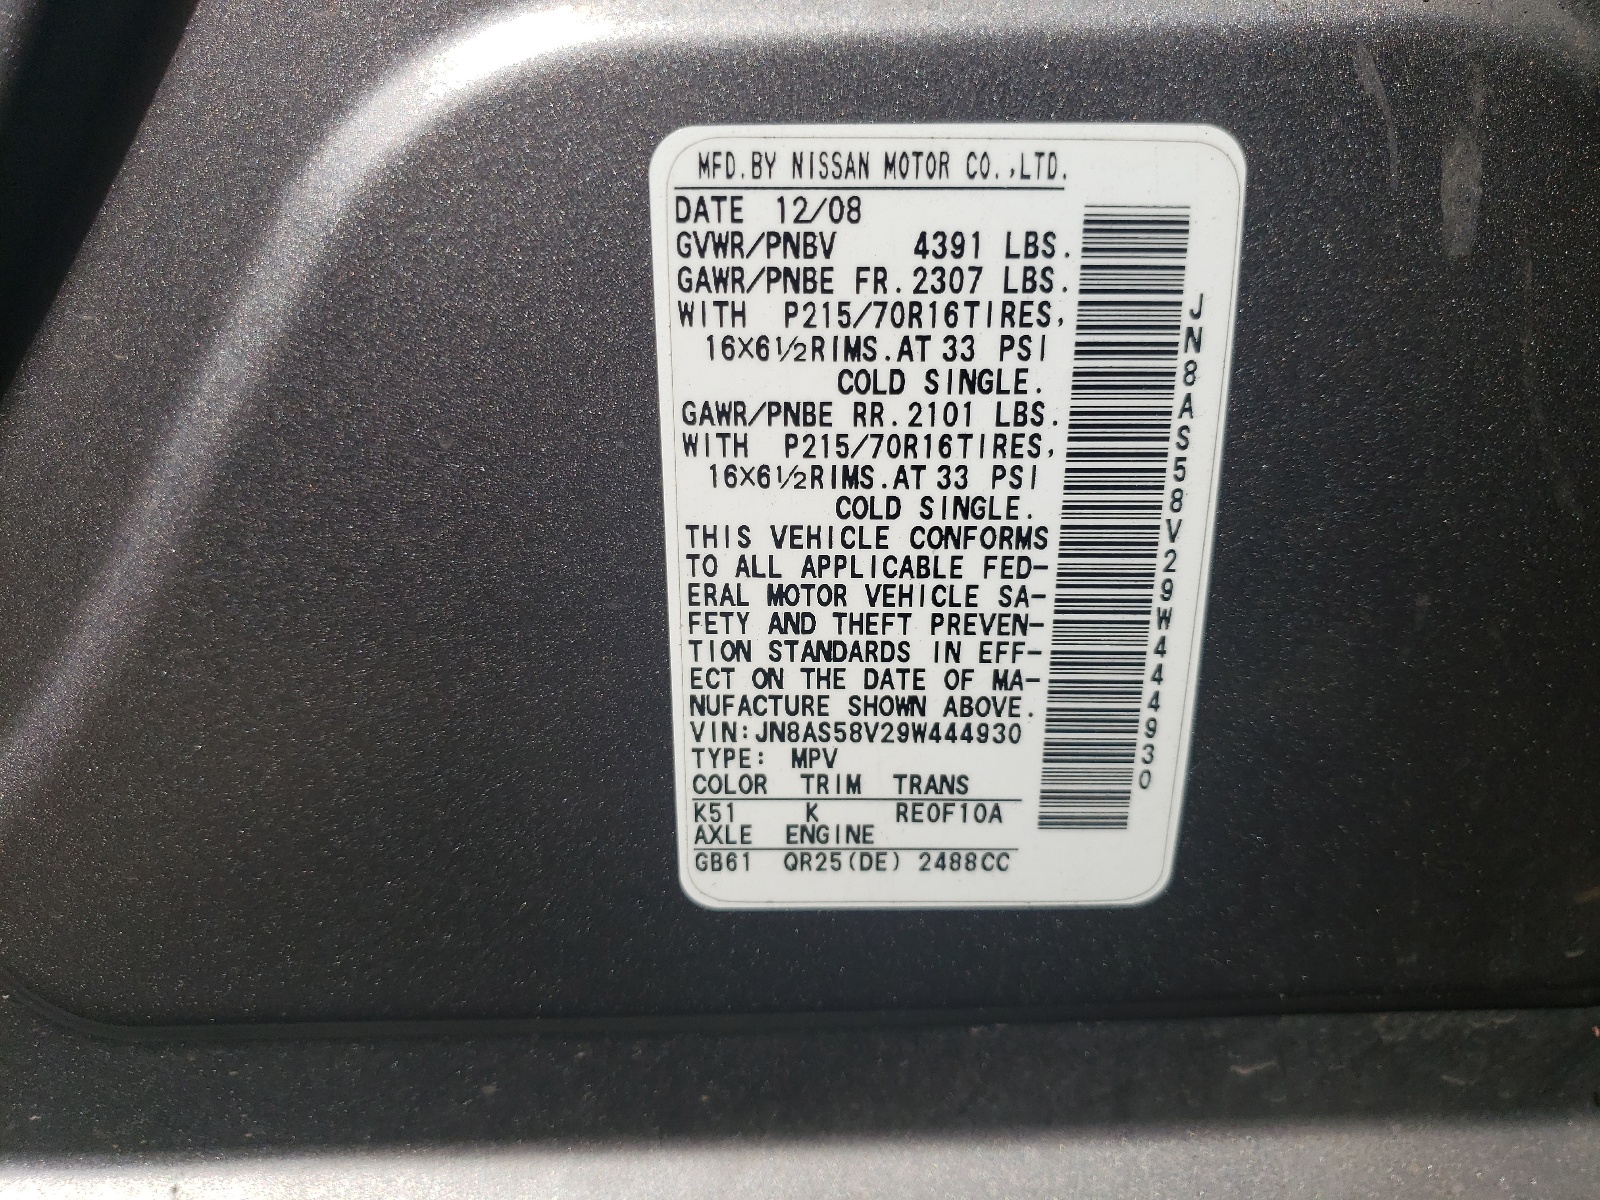 MFD.BY NISSAN MOTOR CO.,LTD.
DATE 12/08
GVWR/PNBV 4391 LBS.
GAWR/PNBE FR.2307 LBS.
WITH P215/70R16TIRES,
16X6½RIMS.AT 33 PSI
COLD SINGLE.
GAWR/PNBE RR.2101 LBS.
WITH P215/70R16TIRES,
16X6½RIMS.AT 33 PSI
COLD SINGLE.
THIS VEHICLE CONFORMS
TO ALL APPLICABLE FED-
ERAL MOTOR VEHICLE SA-
FETY AND THEFT PREVEN-
TION STANDARDS IN EFF-
ECT ON THE DATE OF MA-
NUFACTURE SHOWN ABOVE.
VIN:JN8AS58V29W444930
TYPE: MPV
COLOR TRIM TRANS
K51 K RE0F10A
AXLE ENGINE
GB61 QR25(DE) 2488CC
JN8AS58V29W444930